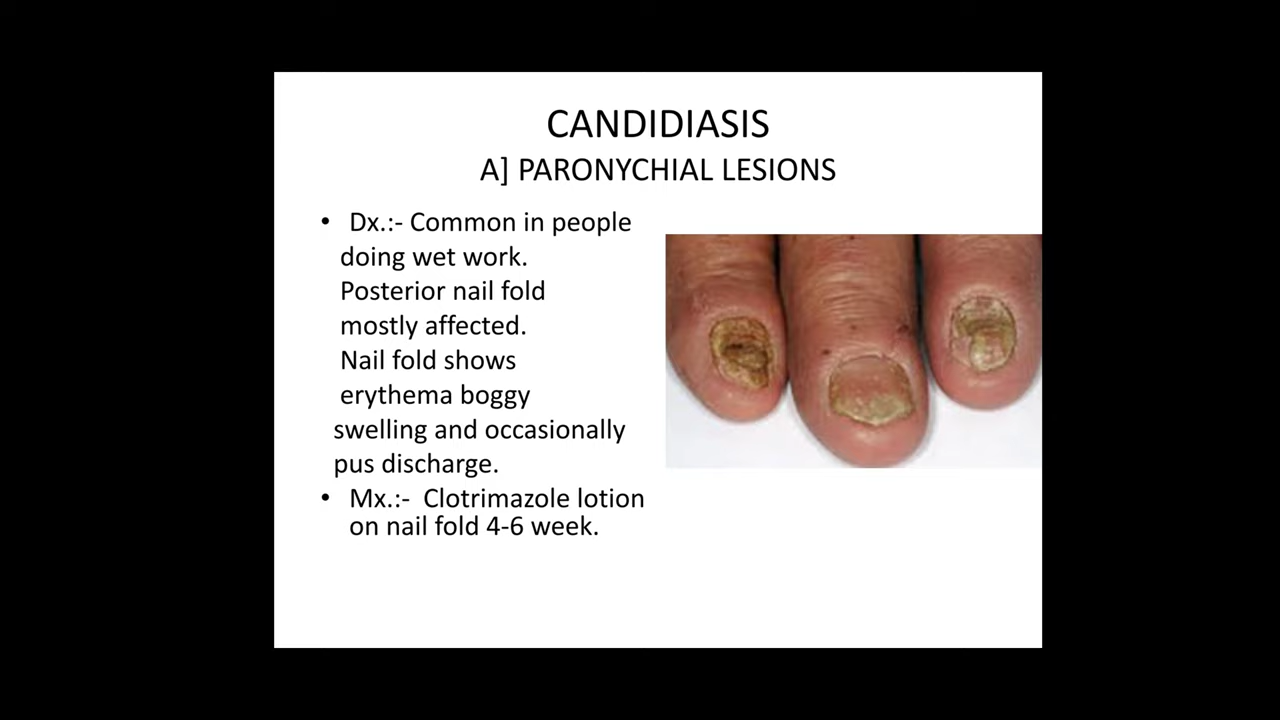 CANDIDIASIS
A] PARONYCHIAL LESIONS
• Dx.:- Common in people
doing wet work.
Posterior nail fold
mostly affected.
Nail fold shows
erythema boggy
swelling and occasionally
pus discharge.
• Mx.:- Clotrimazole lotion
on nail fold 4-6 week.